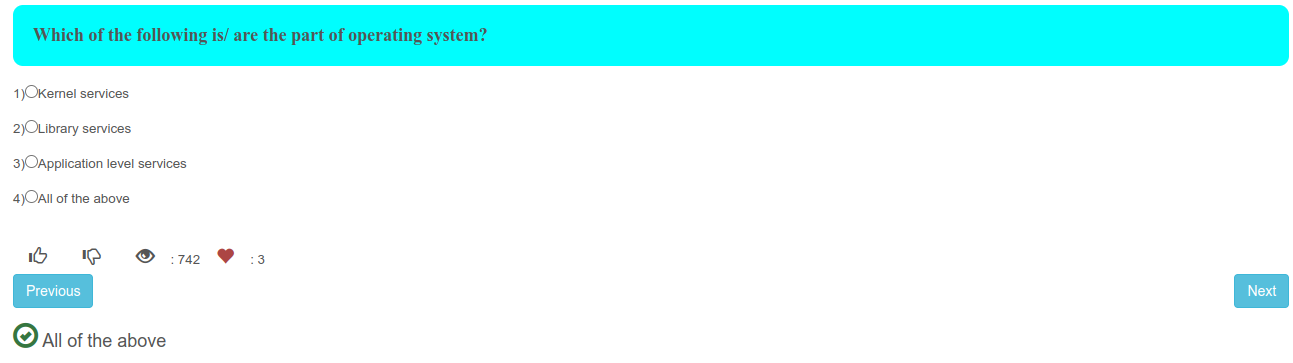 Which of the following is/ are the part of operating system?
1) Kernel services
2) Library services
3) Application level services
4) All of the above
: 742 : 3
Previous Next
All of the above